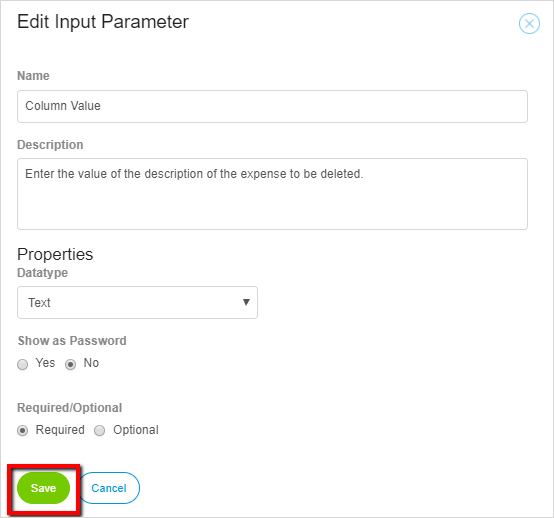 Edit Input Parameter
Name
Column Value
Description
Enter the value of the description of the expense to be deleted.
Properties
Datatype
Text
Show as Password
Yes No
Required/Optional
Required Optional
Save Cancel